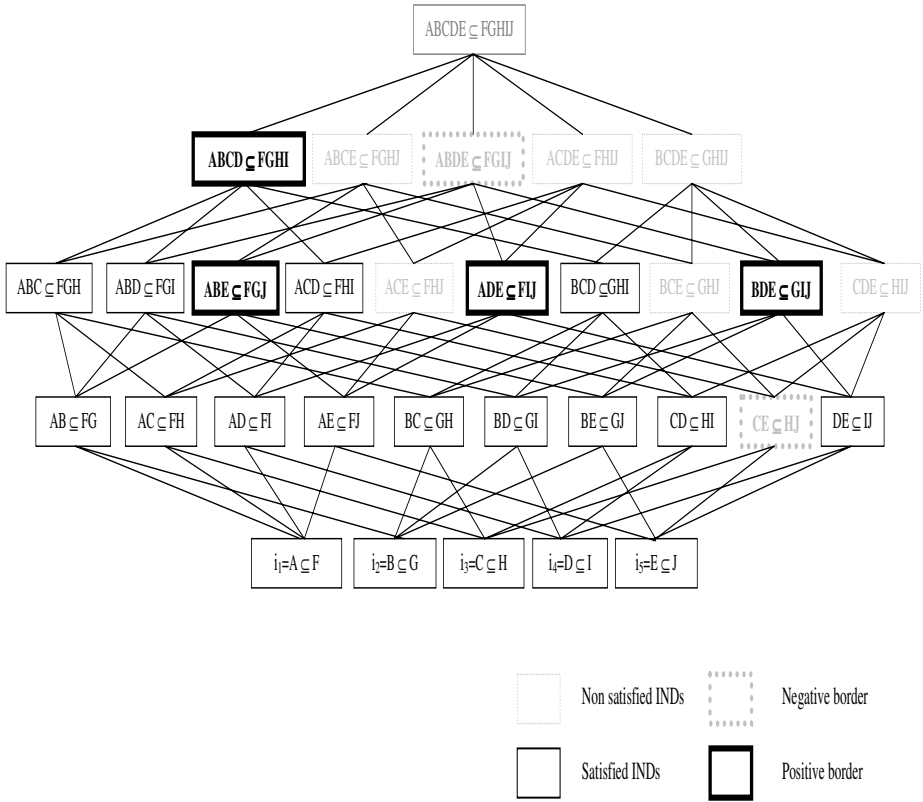 ABCDE ⊆ FGHIJ
ABCD ⊆ FGHI
ABCE ⊆ FGHJ
ABDE ⊆ FGIJ
ACDE ⊆ FHIJ
BCDE ⊆ GHIJ
ABC ⊆ FGH
ABD ⊆ FGI
ABE ⊆ FGJ
ACD ⊆ FHI
ACE ⊆ FHJ
ADE ⊆ FIJ
BCD ⊆ GHI
BCE ⊆ GHJ
BDE ⊆ GIJ
CDE ⊆ HIJ
AB ⊆ FG
AC ⊆ FH
AD ⊆ FI
AE ⊆ FJ
BC ⊆ GH
BD ⊆ GI
BE ⊆ GJ
CD ⊆ HI
CE ⊆ HJ
DE ⊆ IJ
i₁=A ⊆ F
i₂=B ⊆ G
i₃=C ⊆ H
i₄=D ⊆ I
i₅=E ⊆ J
Non satisfied INDs
Negative border
Satisfied INDs
Positive border